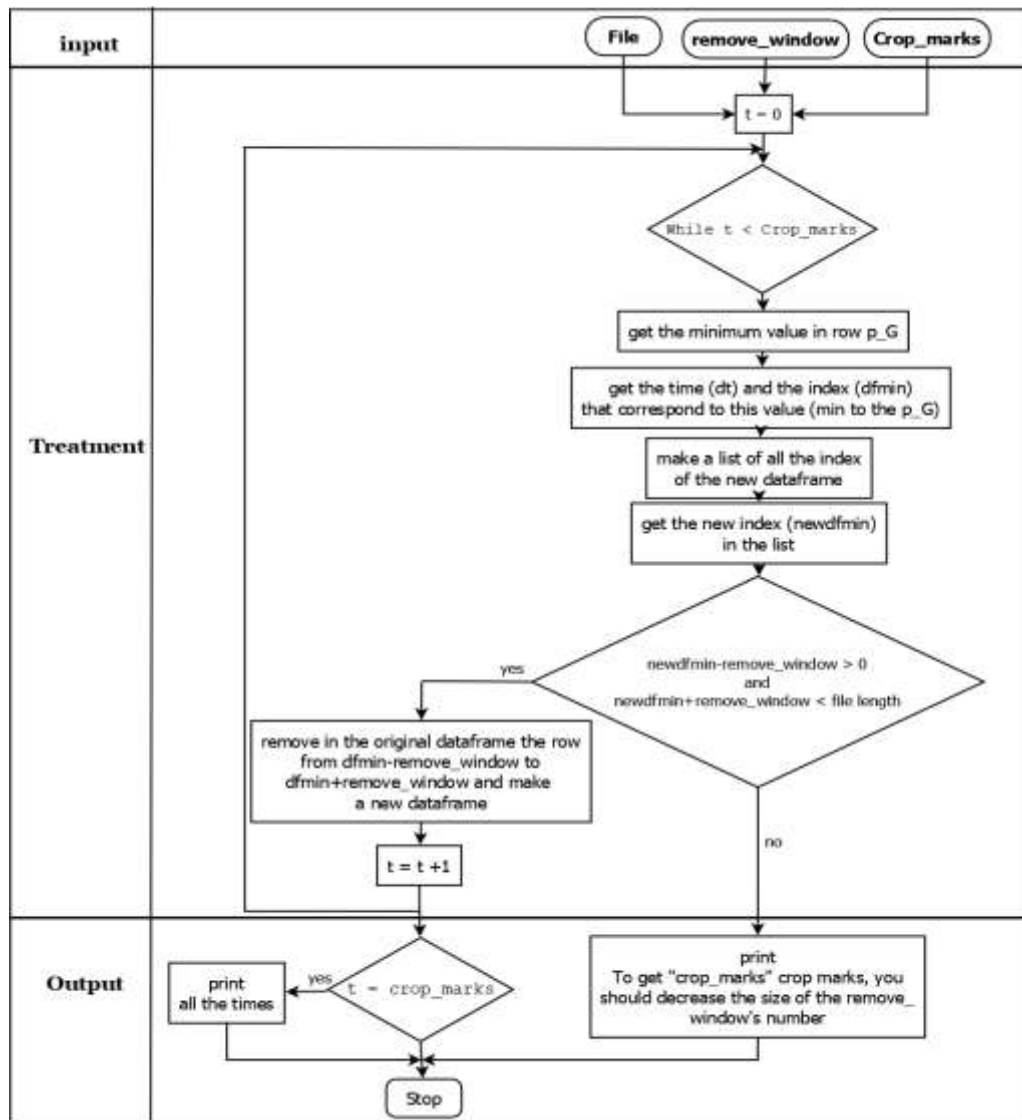 input
File
remove_window
Crop_marks
t = 0
While t < Crop_marks
get the minimum value in row p_G
get the time (dt) and the index (dfmin)
that correspond to this value (min to the p_G)
Treatment
make a list of all the index
of the new dataframe
get the new index (newdfmin)
in the list
newdfmin-remove_window > 0
and
newdfmin+remove_window < file length
yes
remove in the original dataframe the row
from dfmin-remove_window to
dfmin+remove_window and make
a new dataframe
no
t = t +1
Output
t = crop_marks
yes
print
all the times
print
To get "crop_marks" crop marks, you
should decrease the size of the remove_
window's number
Stop